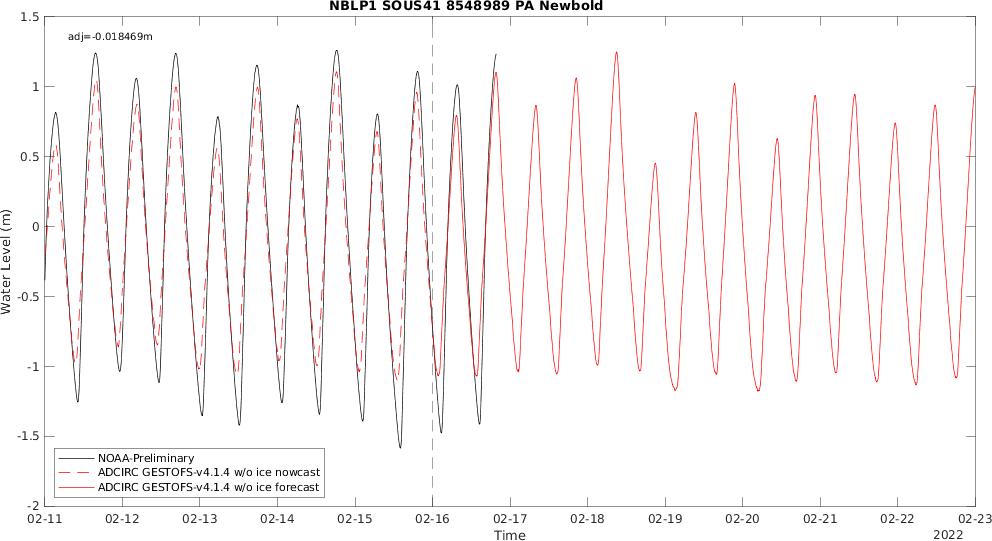 NBLP1 SOUS41 8548989 PA Newbold
adj=-0.018469m
1.5
1
0.5
0
-0.5
-1
-1.5
-2
Water Level (m)
NOAA-Preliminary
ADCIRC GESTOFS-v4.1.4 w/o ice nowcast
ADCIRC GESTOFS-v4.1.4 w/o ice forecast
02-11 02-12 02-13 02-14 02-15 02-16 02-17 02-18 02-19 02-20 02-21 02-22 02-23
Time
2022